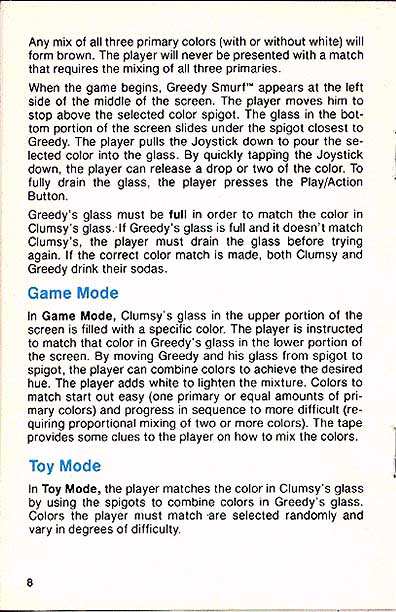 Any mix of all three primary colors (with or without white) will
form brown. The player will never be presented with a match
that requires the mixing of all three primaries.
When the game begins, Greedy Smurf™ appears at the left
side of the middle of the screen. The player moves him to
stop above the selected color spigot. The glass in the bot-
tom portion of the screen slides under the spigot closest to
Greedy. The player pulls the Joystick down to pour the se-
lected color into the glass. By quickly tapping the Joystick
down, the player can release a drop or two of the color. To
fully drain the glass, the player presses the Play/Action
Button.
Greedy's glass must be full in order to match the color in
Clumsy's glass. If Greedy's glass is full and it doesn't match
Clumsy's, the player must drain the glass before trying
again. If the correct color match is made, both Clumsy and
Greedy drink their sodas.
Game Mode
In Game Mode, Clumsy's glass in the upper portion of the
screen is filled with a specific color. The player is instructed
to match that color in Greedy's glass in the lower portion of
the screen. By moving Greedy and his glass from spigot to
spigot, the player can combine colors to achieve the desired
hue. The player adds white to lighten the mixture. Colors to
match start out easy (one primary or equal amounts of pri-
mary colors) and progress in sequence to more difficult (re-
quiring proportional mixing of two or more colors). The tape
provides some clues to the player on how to mix the colors.
Toy Mode
In Toy Mode, the player matches the color in Clumsy's glass
by using the spigots to combine colors in Greedy's glass.
Colors the player must match are selected randomly and
vary in degrees of difficulty.
8